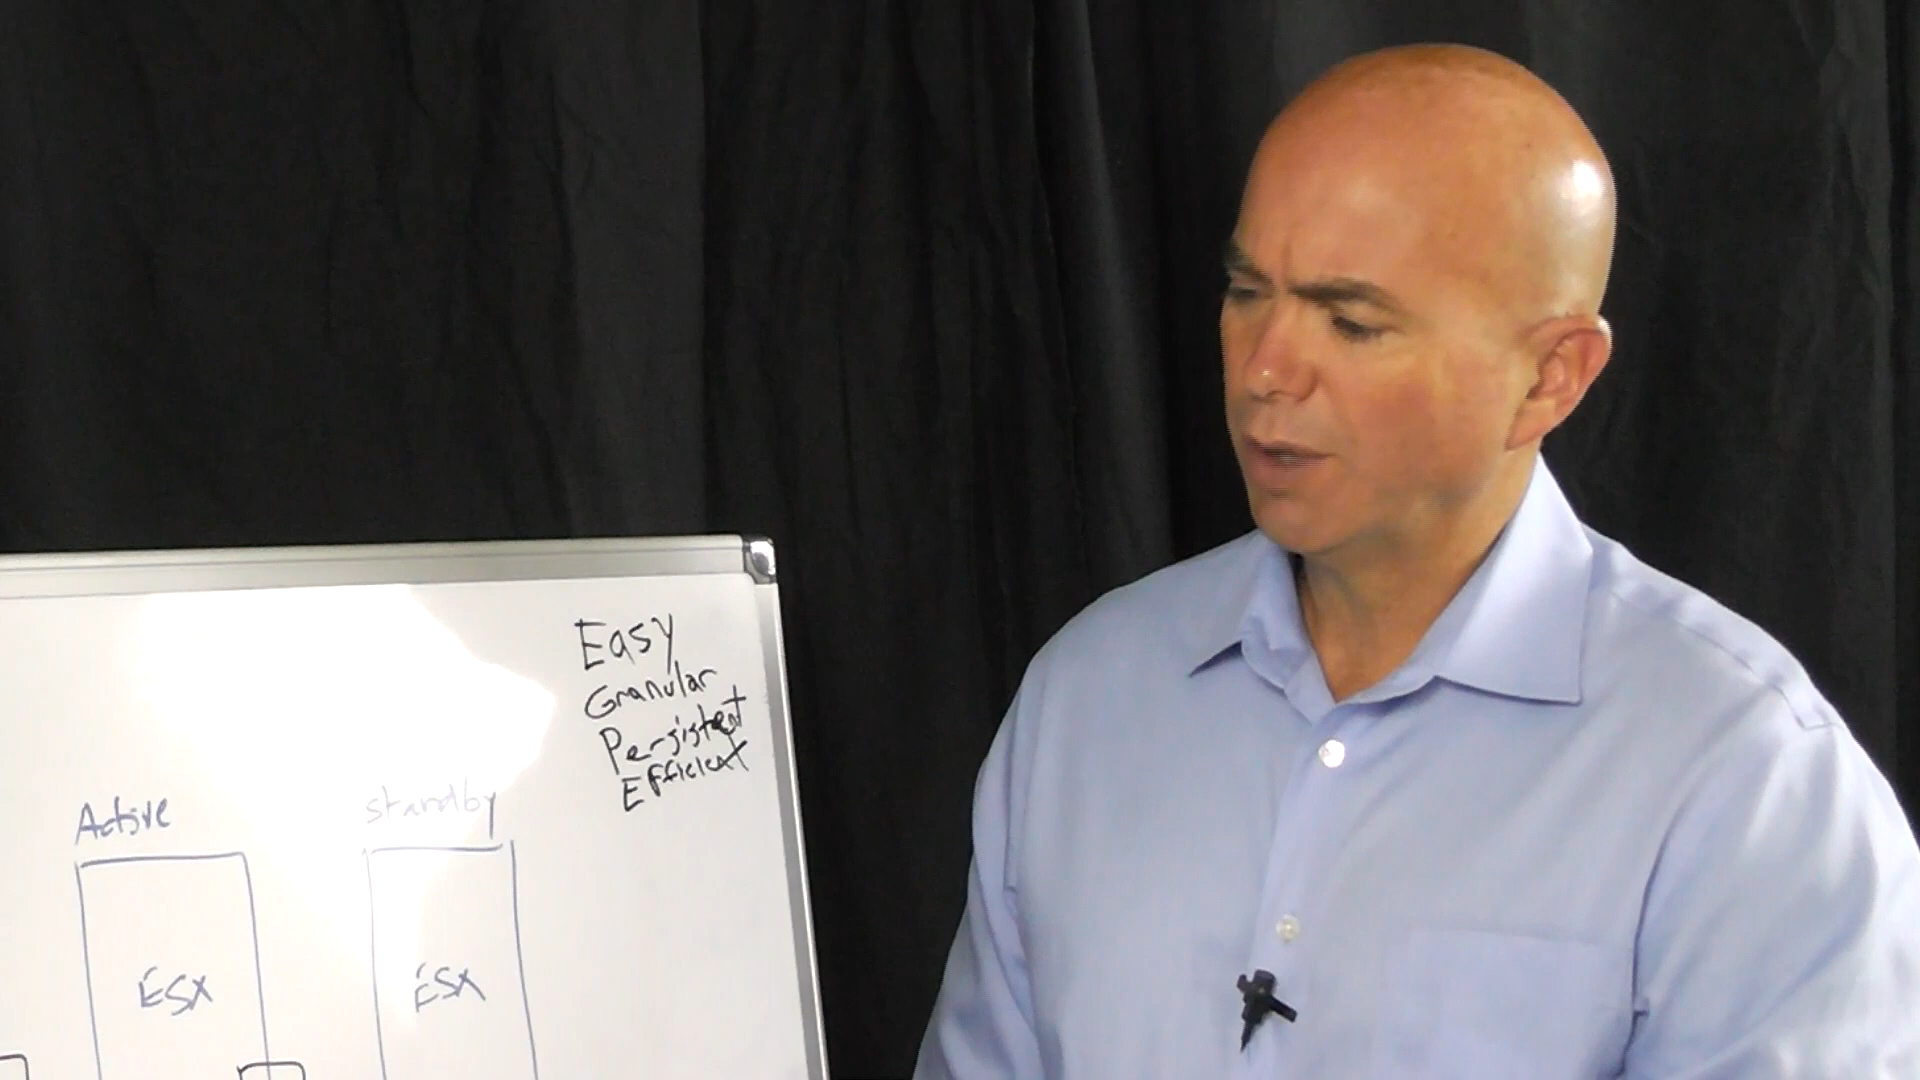 Easy
Granular
Persistent
Efficient
Active standby
ESX ESX